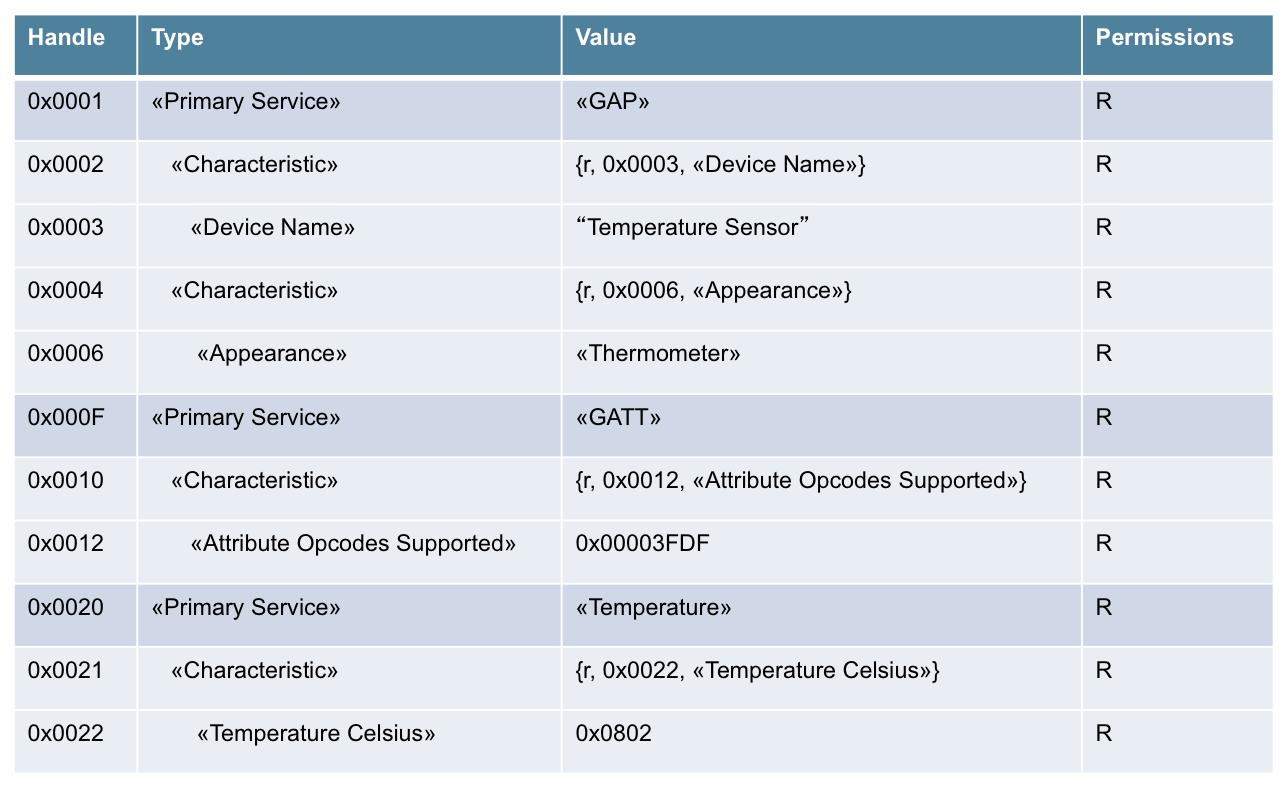 Handle Type Value Permissions
0x0001 «Primary Service» «GAP» R
0x0002 «Characteristic» {r, 0x0003, «Device Name»} R
0x0003 «Device Name» “Temperature Sensor” R
0x0004 «Characteristic» {r, 0x0006, «Appearance»} R
0x0006 «Appearance» «Thermometer» R
0x000F «Primary Service» «GATT» R
0x0010 «Characteristic» {r, 0x0012, «Attribute Opcodes Supported»} R
0x0012 «Attribute Opcodes Supported» 0x00003FDF R
0x0020 «Primary Service» «Temperature» R
0x0021 «Characteristic» {r, 0x0022, «Temperature Celsius»} R
0x0022 «Temperature Celsius» 0x0802 R